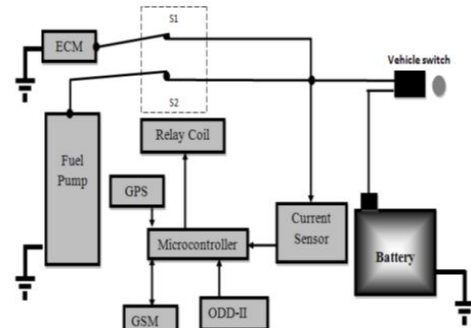 S1
ECM
Vehicle switch
S2
Relay Coil
Fuel
Pump
GPS
Current
Sensor
Microcontroller
Battery
GSM
ODD-II